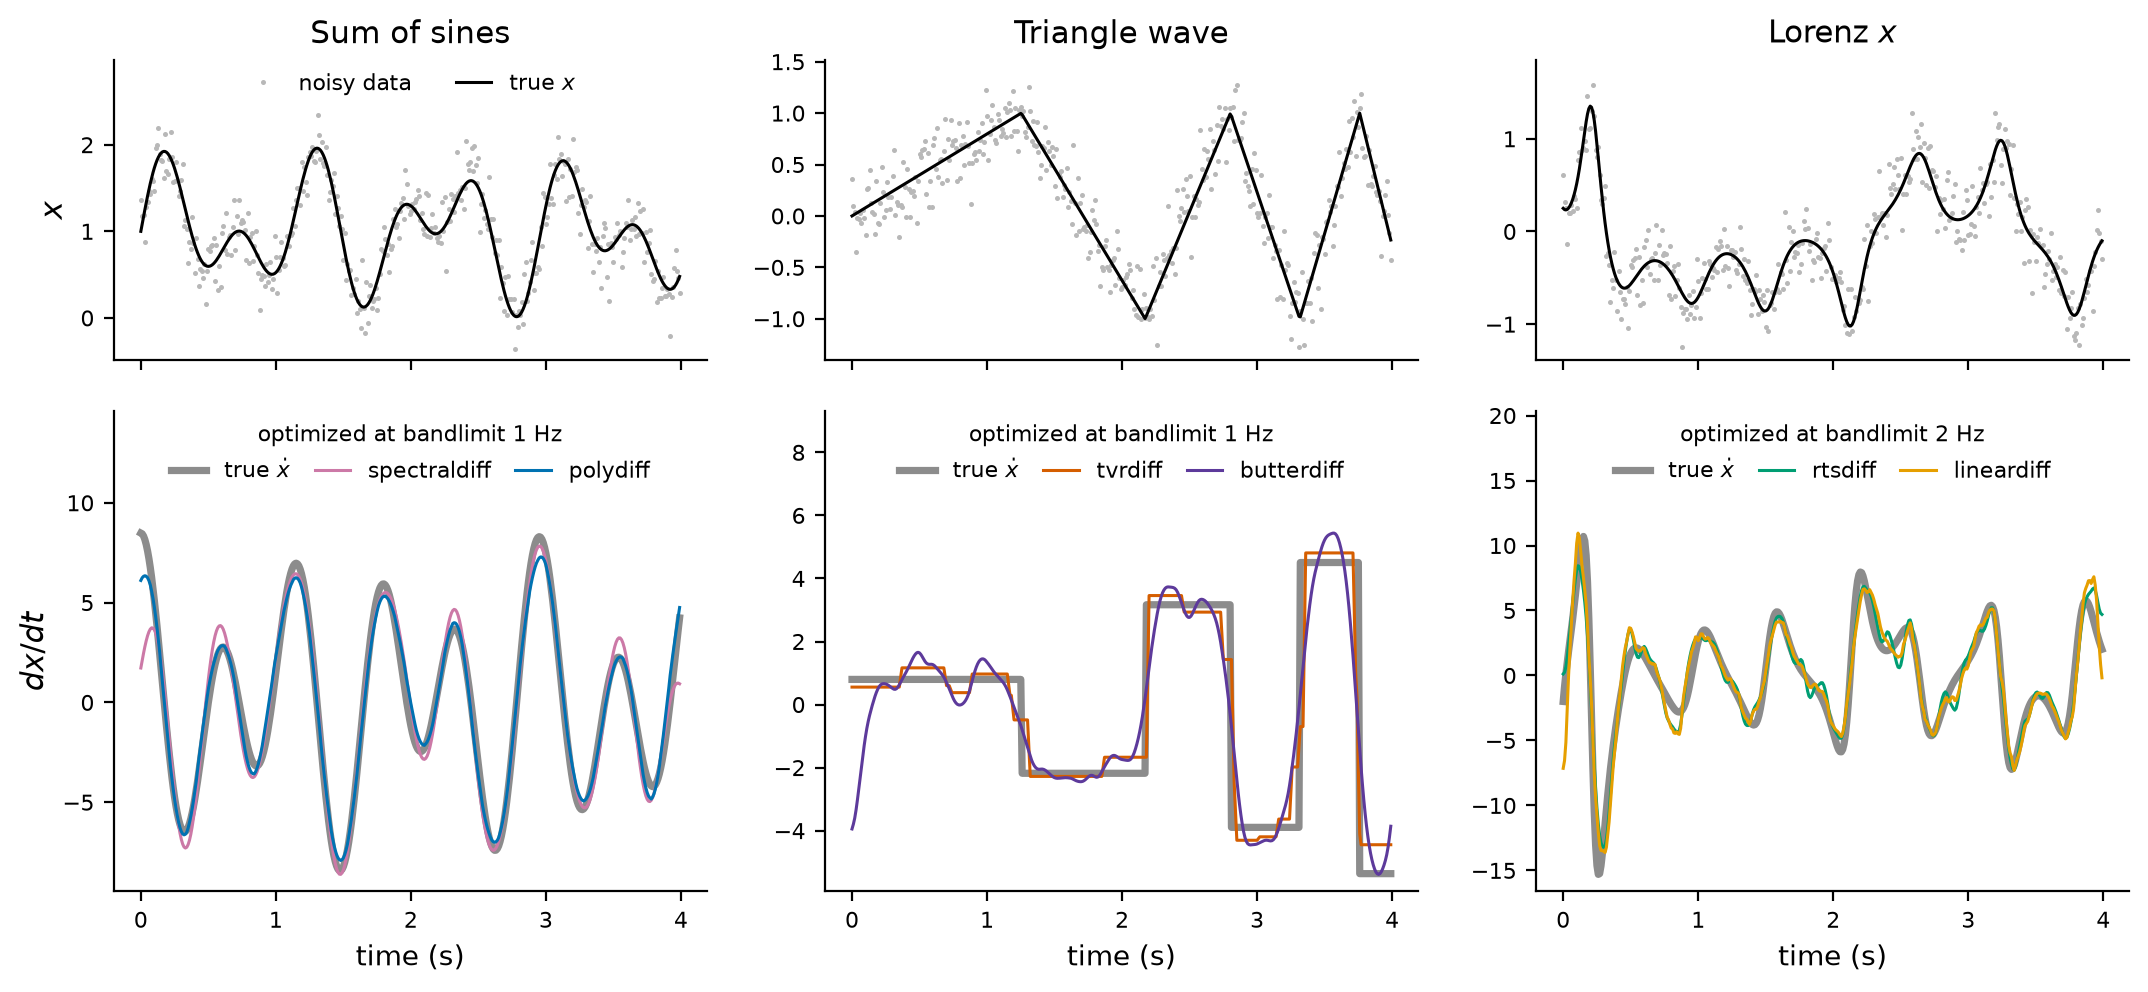 Sum of sines
Triangle wave
Lorenz x
noisy data
true x
x
2
1
0
1.5
1.0
0.5
0.0
−0.5
−1.0
1
0
−1
optimized at bandlimit 1 Hz
true ẋ
spectraldiff
polydiff
dx/dt
10
5
0
−5
0
1
2
3
4
time (s)
optimized at bandlimit 1 Hz
true ẋ
tvrdiff
butterdiff
8
6
4
2
0
−2
−4
0
1
2
3
4
time (s)
optimized at bandlimit 2 Hz
true ẋ
rtsdiff
lineardiff
20
15
10
5
0
−5
−10
−15
0
1
2
3
4
time (s)